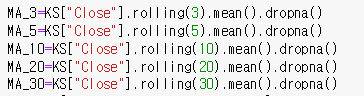 MA_3=KS["Close"].rolling(3).mean().dropna()
MA_5=KS["Close"].rolling(5).mean().dropna()
MA_10=KS["Close"].rolling(10).mean().dropna()
MA_20=KS["Close"].rolling(20).mean().dropna()
MA_30=KS["Close"].rolling(30).mean().dropna()